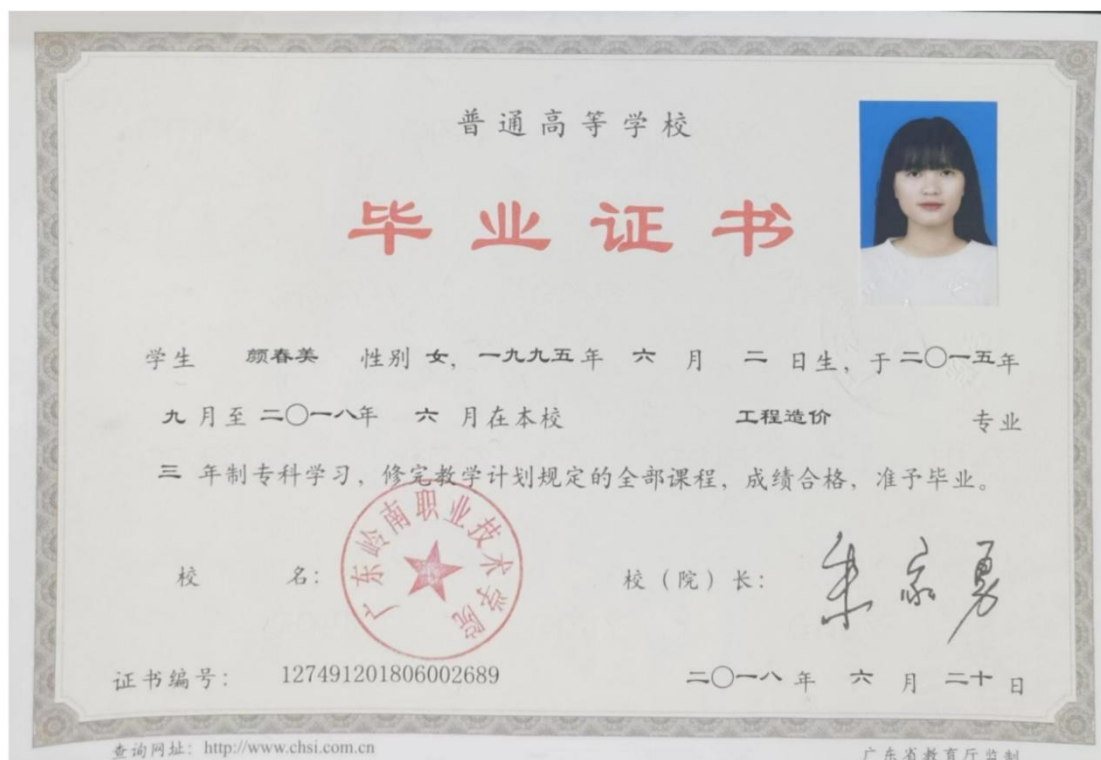 普通高等学校
毕业证书
学生 颜春美 性别 女，一九九五年 六 月 二 日生，于二〇一五年
九 月至二〇一八年 六 月在本校 工程造价 专业
三 年制专科学习，修完教学计划规定的全部课程，成绩合格，准予毕业。
广东岭南职业技术学院
校 名： 校（院）长： 朱家勇
证书编号： 127491201806002689 二〇一八 年 六 月 二十 日
查询网址：http://www.chsi.com.cn 广东省教育厅监制